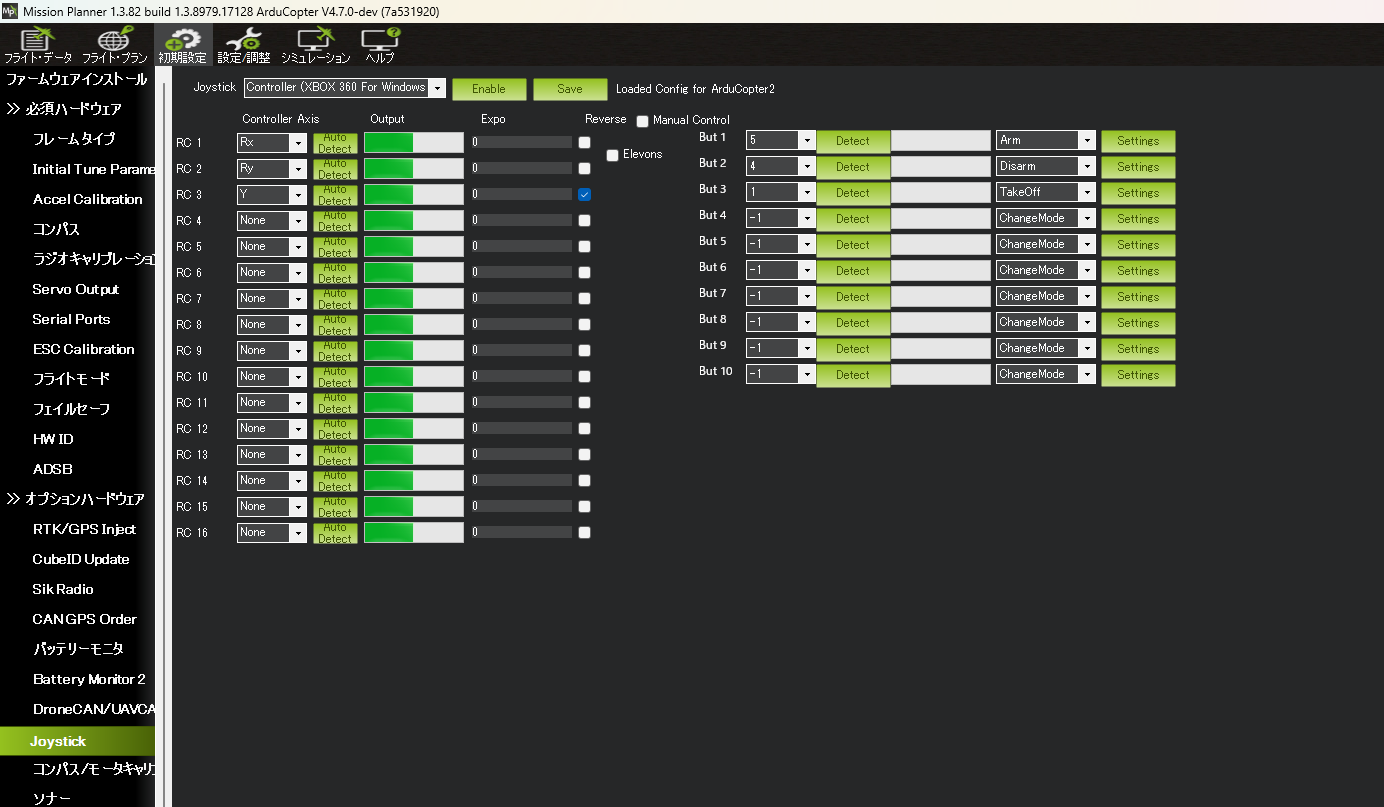 Mission Planner 1.3.82 build 1.3.8979.17128 ArduCopter V4.7.0-dev (7a531920)
フライト・データ フライト・プラン 初期設定 設定/調整 シミュレーション ヘルプ
ファームウェアインストール
>> 必須ハードウェア
フレームタイプ
Initial Tune Parame
Accel Calibration
コンパス
ラジオキャリブレーション
Servo Output
Serial Ports
ESC Calibration
フライトモード
フェイルセーフ
HW ID
ADSB
>> オプションハードウェア
RTK/GPS Inject
CubeID Update
Sik Radio
CAN GPS Order
バッテリーモニタ
Battery Monitor 2
DroneCAN/UAVCA
Joystick
コンパス/モータキャリ
ソナー
Joystick Controller (XBOX 360 For Windows Enable Save Loaded Config for ArduCopter2
Controller Axis Output Expo Reverse Manual Control
Elevons
RC 1 Rx Auto Detect 0
RC 2 Ry Auto Detect 0
RC 3 Y Auto Detect 0
RC 4 None Auto Detect 0
RC 5 None Auto Detect 0
RC 6 None Auto Detect 0
RC 7 None Auto Detect 0
RC 8 None Auto Detect 0
RC 9 None Auto Detect 0
RC 10 None Auto Detect 0
RC 11 None Auto Detect 0
RC 12 None Auto Detect 0
RC 13 None Auto Detect 0
RC 14 None Auto Detect 0
RC 15 None Auto Detect 0
RC 16 None Auto Detect 0
But 1 5 Detect Arm Settings
But 2 4 Detect Disarm Settings
But 3 1 Detect TakeOff Settings
But 4 -1 Detect ChangeMode Settings
But 5 -1 Detect ChangeMode Settings
But 6 -1 Detect ChangeMode Settings
But 7 -1 Detect ChangeMode Settings
But 8 -1 Detect ChangeMode Settings
But 9 -1 Detect ChangeMode Settings
But 10 -1 Detect ChangeMode Settings